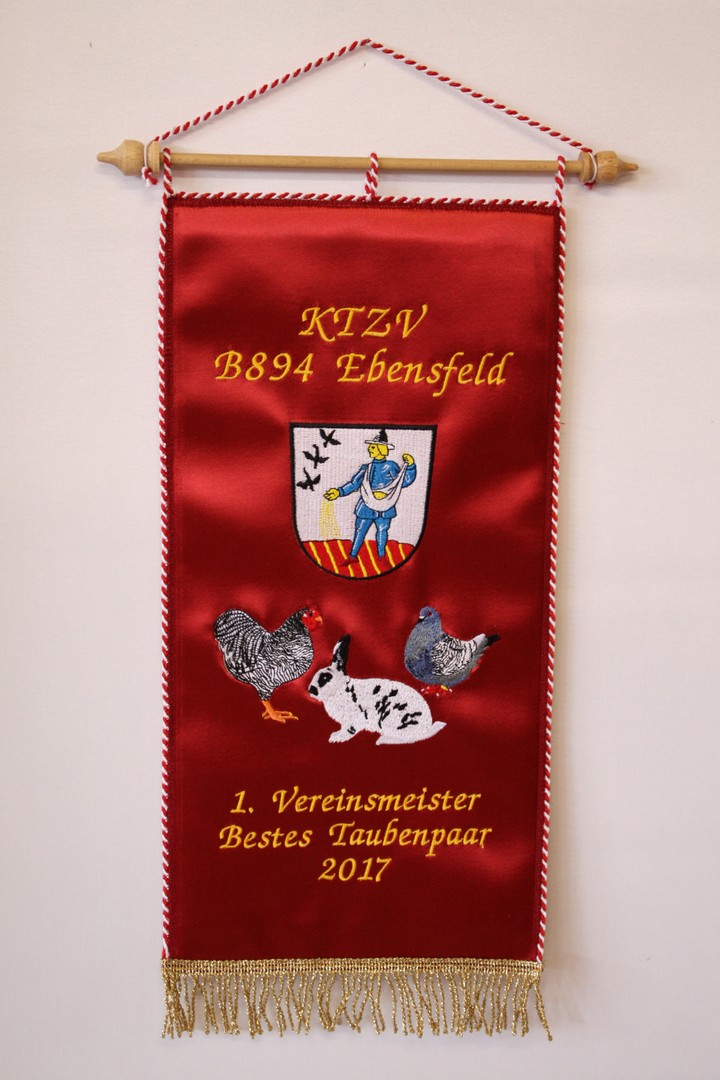 KTZV
B894 Ebensfeld
1. Vereinsmeister
Bestes Taubenpaar
2017